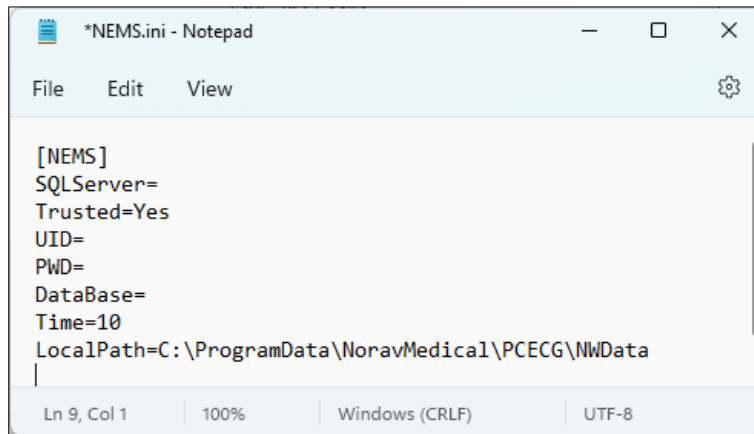 *NEMS.ini - Notepad
File Edit View
[NEMS]
SQLServer=
Trusted=Yes
UID=
PWD=
DataBase=
Time=10
LocalPath=C:\ProgramData\NoravMedical\PCECG\NWData
Ln 9, Col 1 100% Windows (CRLF) UTF-8